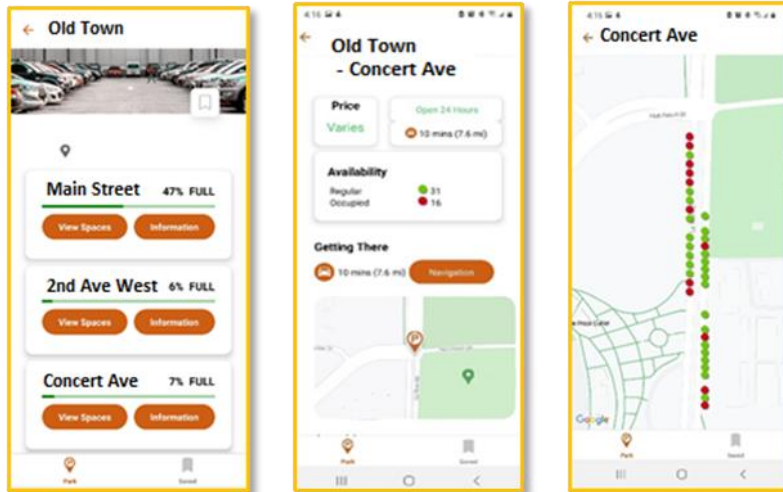 ← Old Town
Main Street 47% FULL
View Spaces Information
2nd Ave West 6% FULL
View Spaces Information
Concert Ave 7% FULL
View Spaces Information
Park Saved
4:16
← Old Town
- Concert Ave
Price
Varies
Open 24 Hours
10 mins (7.6 mi)
Availability
Regular 31
Occupied 16
Getting There
10 mins (7.6 mi) Navigation
P
Park Saved
← Concert Ave
Google
Park Saved